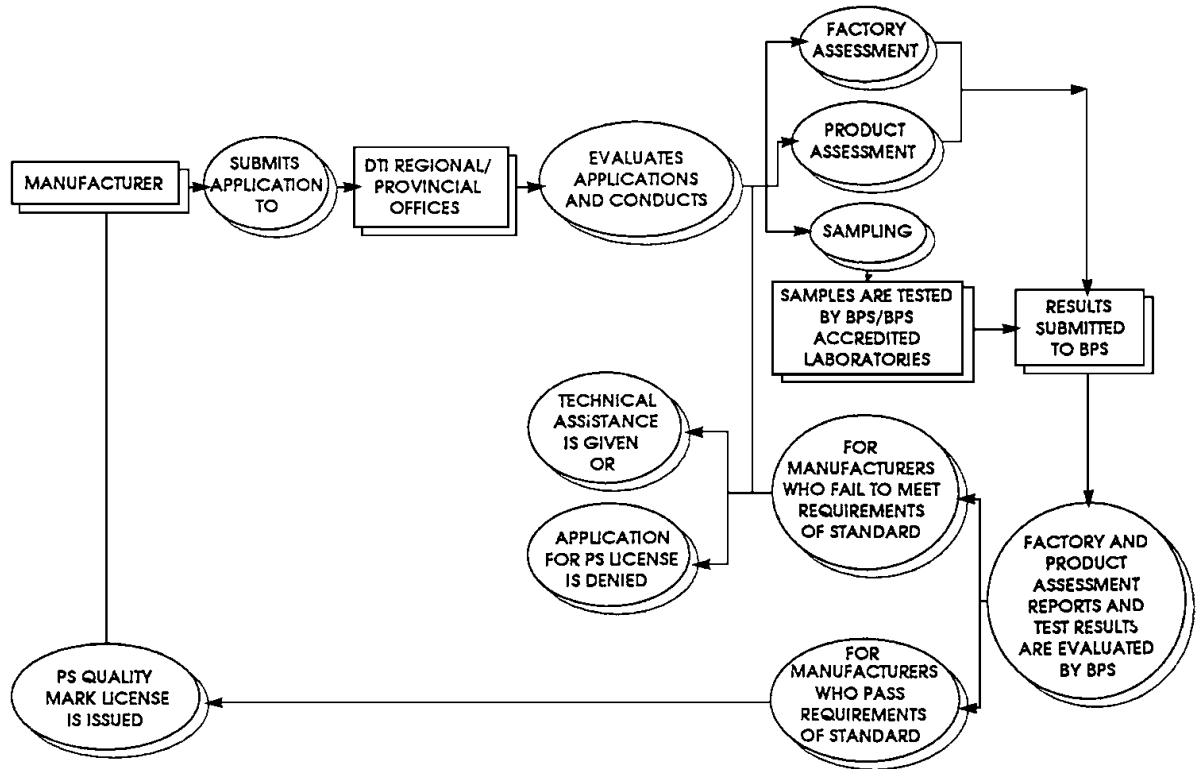 MANUFACTURER
SUBMITS
APPLICATION
TO
DTI REGIONAL/
PROVINCIAL
OFFICES
EVALUATES
APPLICATIONS
AND CONDUCTS
FACTORY
ASSESSMENT
PRODUCT
ASSESSMENT
SAMPLING
SAMPLES ARE TESTED
BY BPS/BPS
ACCREDITED
LABORATORIES
RESULTS
SUBMITTED
TO BPS
FACTORY AND
PRODUCT
ASSESSMENT
REPORTS AND
TEST RESULTS
ARE EVALUATED
BY BPS
FOR
MANUFACTURERS
WHO FAIL TO MEET
REQUIREMENTS
OF STANDARD
TECHNICAL
ASSISTANCE
IS GIVEN
OR
APPLICATION
FOR PS LICENSE
IS DENIED
FOR
MANUFACTURERS
WHO PASS
REQUIREMENTS
OF STANDARD
PS QUALITY
MARK LICENSE
IS ISSUED